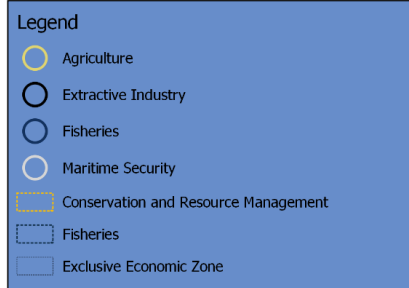 Legend
Agriculture
Extractive Industry
Fisheries
Maritime Security
Conservation and Resource Management
Fisheries
Exclusive Economic Zone